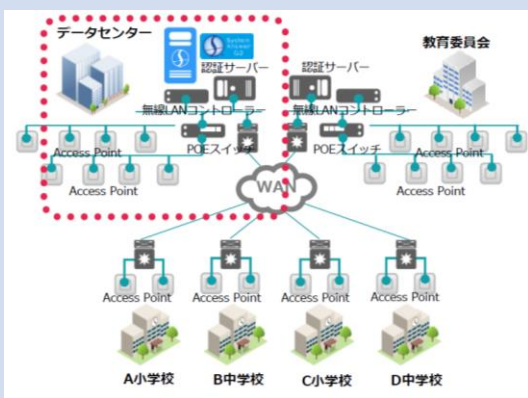 データセンター
System
Answer
G3
認証サーバー
無線LANコントローラー
POEスイッチ
Access Point
Access Point
教育委員会
認証サーバー
無線LANコントローラー
POEスイッチ
Access Point
Access Point
WAN
Access Point
Access Point
Access Point
Access Point
A小学校
B中学校
C小学校
D中学校